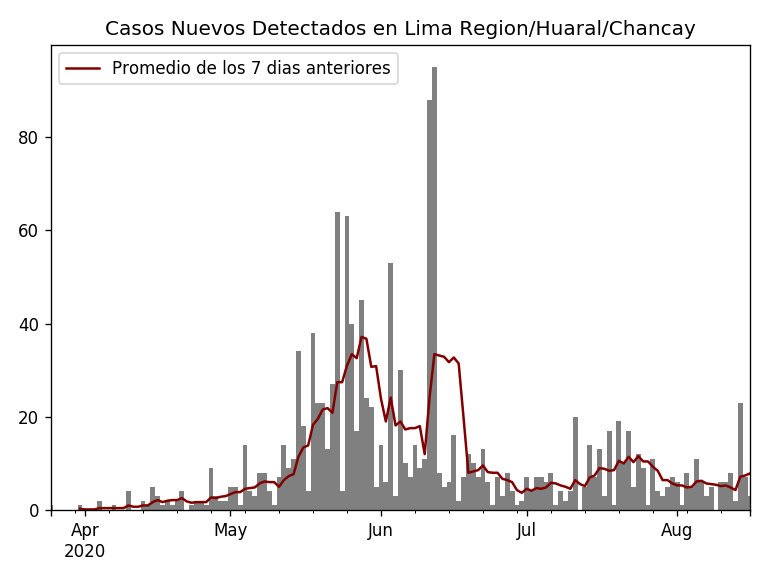 Casos Nuevos Detectados en Lima Region/Huaral/Chancay
Promedio de los 7 dias anteriores
80
60
40
20
0
Apr May Jun Jul Aug
2020